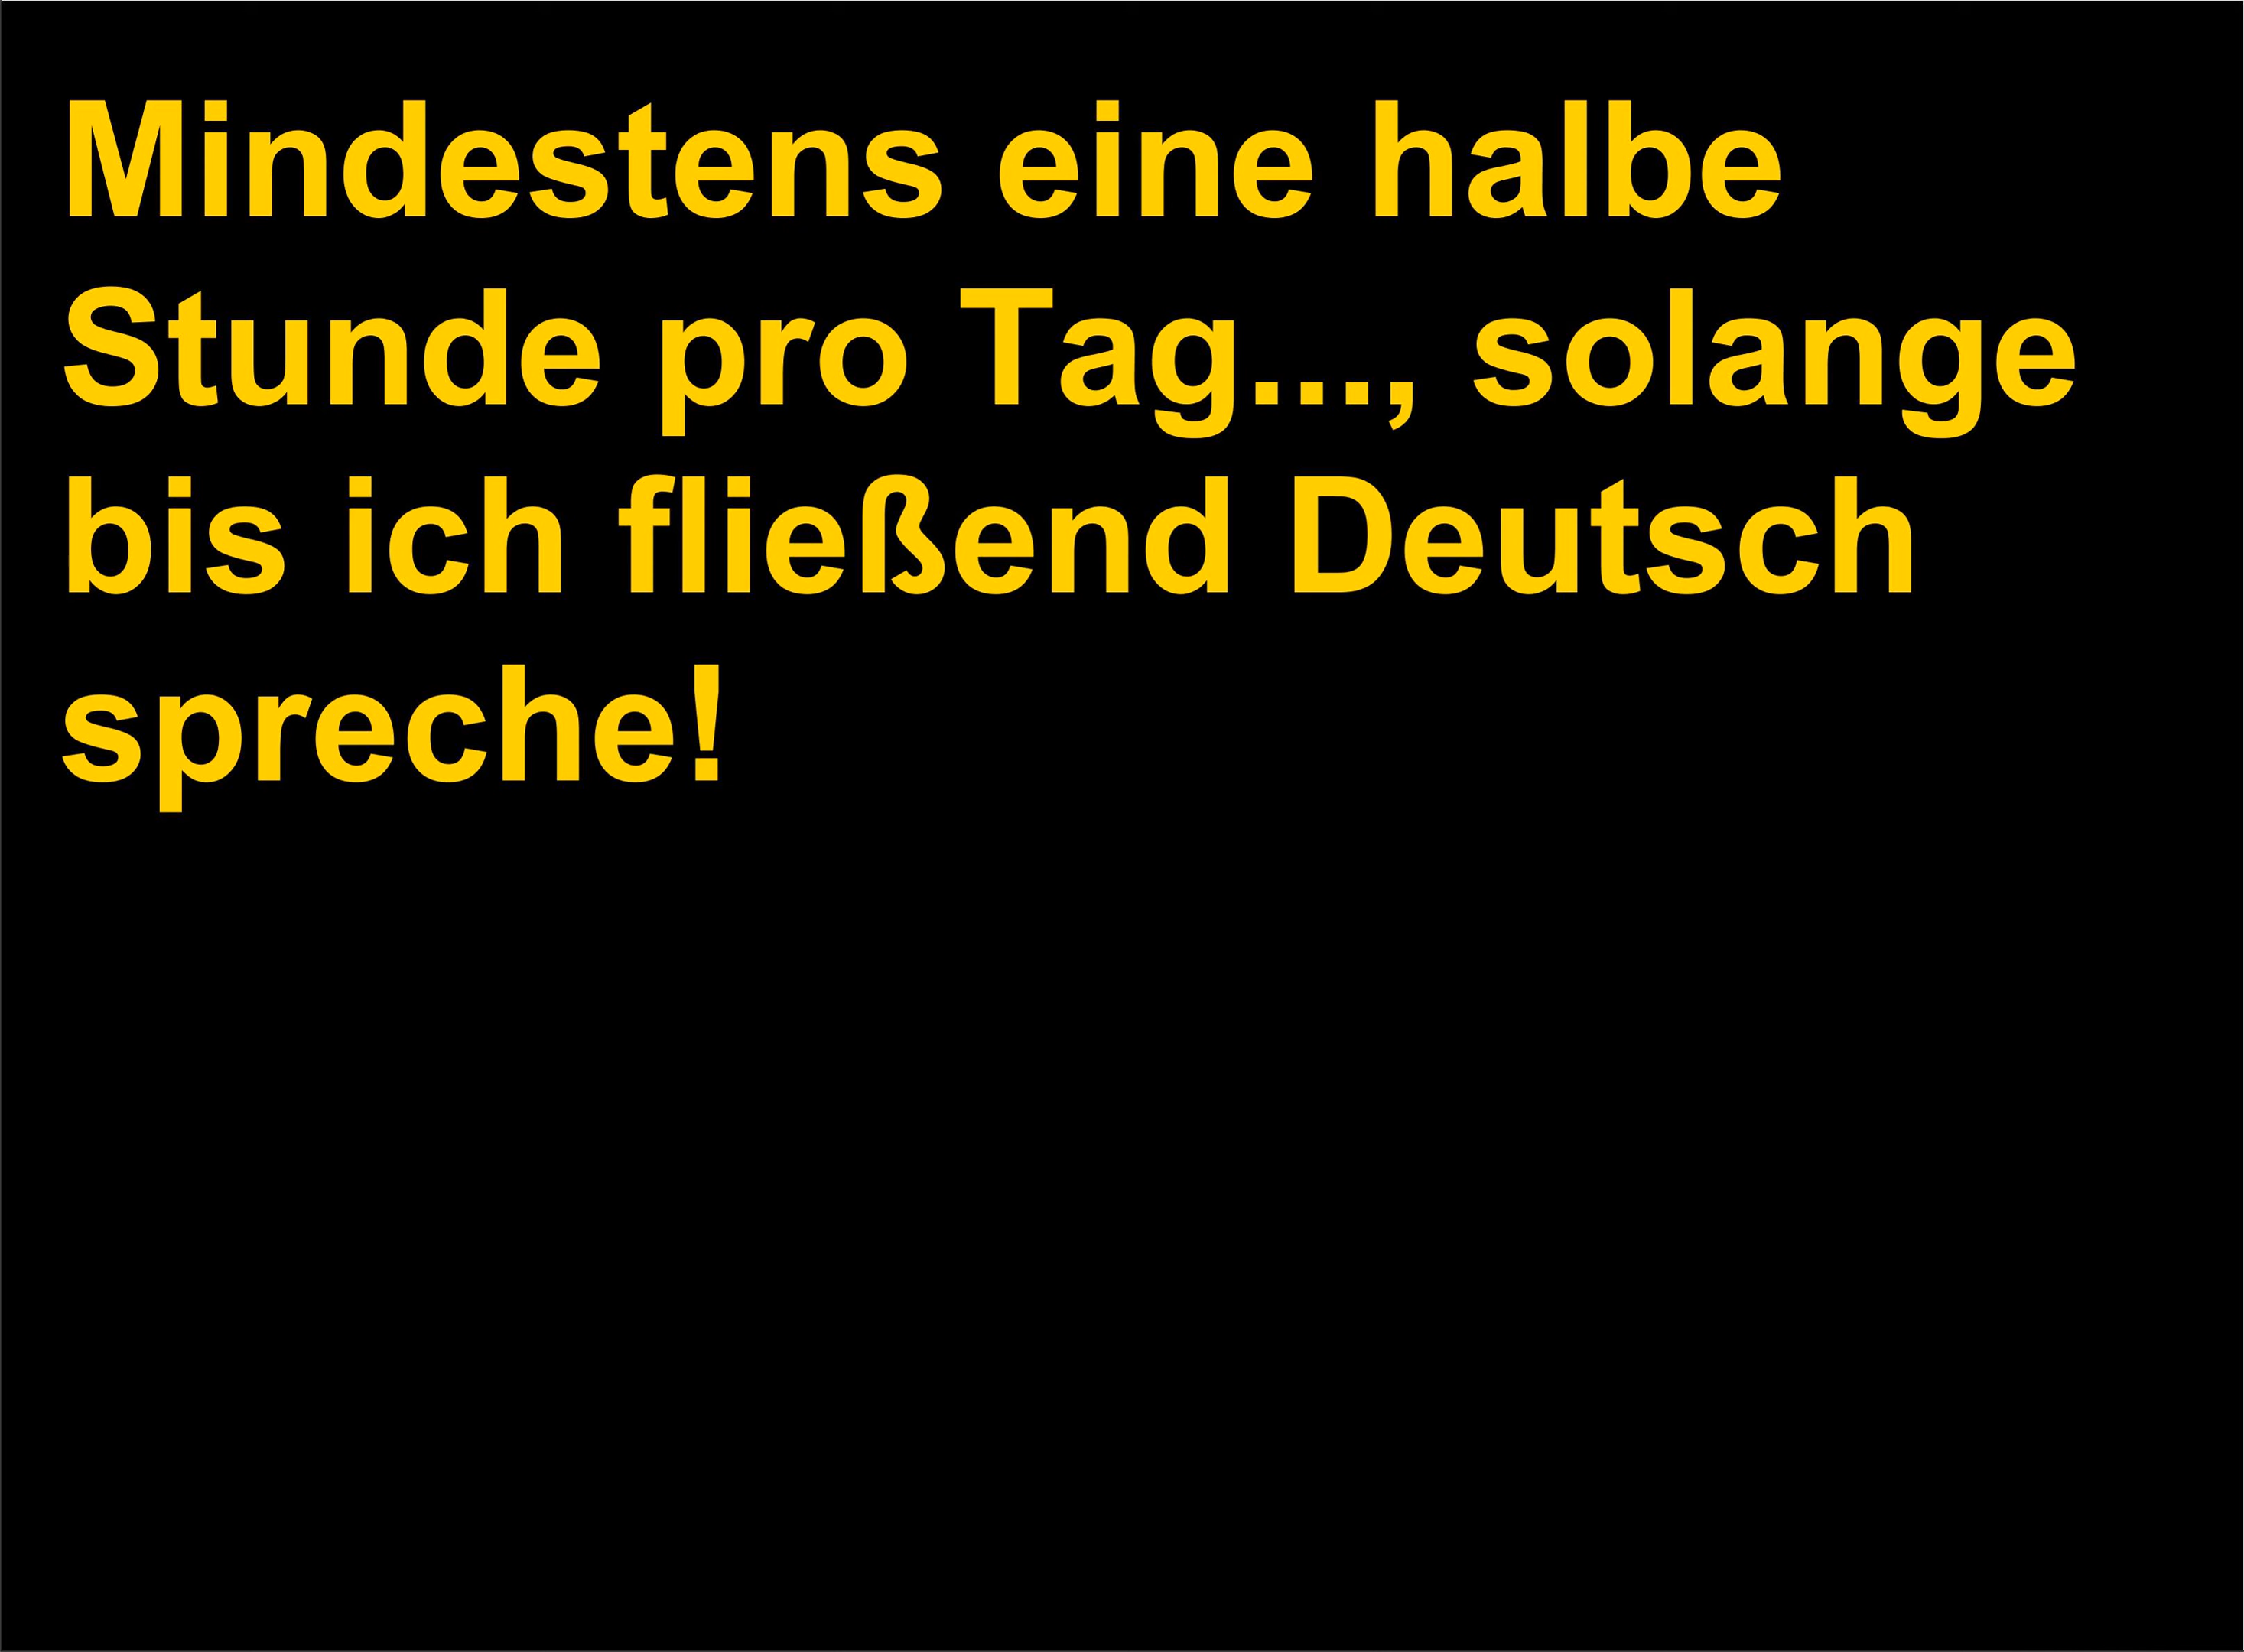 Mindestens eine halbe
Stunde pro Tag..., solange
bis ich fließend Deutsch
spreche!